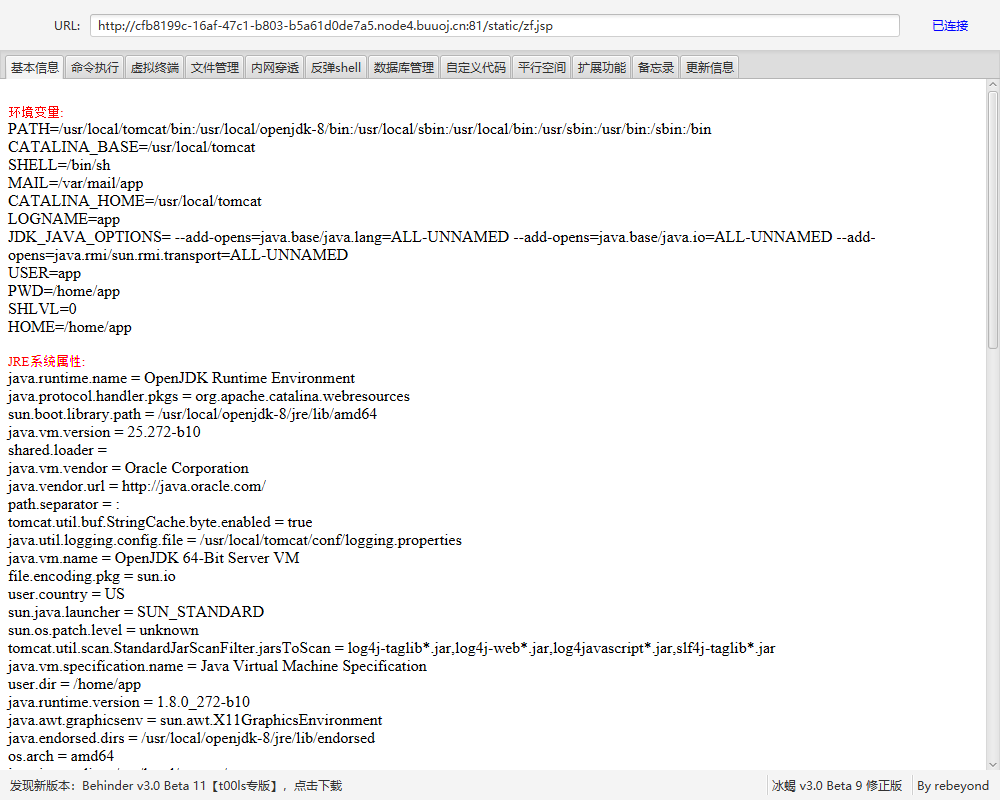 URL: http://cfb8199c-16af-47c1-b803-b5a61d0de7a5.node4.buuoj.cn:81/static/zf.jsp 已连接
基本信息 命令执行 虚拟终端 文件管理 内网穿透 反弹shell 数据库管理 自定义代码 平行空间 扩展功能 备忘录 更新信息
环境变量:
PATH=/usr/local/tomcat/bin:/usr/local/openjdk-8/bin:/usr/local/sbin:/usr/local/bin:/usr/sbin:/usr/bin:/sbin:/bin
CATALINA_BASE=/usr/local/tomcat
SHELL=/bin/sh
MAIL=/var/mail/app
CATALINA_HOME=/usr/local/tomcat
LOGNAME=app
JDK_JAVA_OPTIONS= --add-opens=java.base/java.lang=ALL-UNNAMED --add-opens=java.base/java.io=ALL-UNNAMED --add-
opens=java.rmi/sun.rmi.transport=ALL-UNNAMED
USER=app
PWD=/home/app
SHLVL=0
HOME=/home/app
JRE系统属性:
java.runtime.name = OpenJDK Runtime Environment
java.protocol.handler.pkgs = org.apache.catalina.webresources
sun.boot.library.path = /usr/local/openjdk-8/jre/lib/amd64
java.vm.version = 25.272-b10
shared.loader =
java.vm.vendor = Oracle Corporation
java.vendor.url = http://java.oracle.com/
path.separator = :
tomcat.util.buf.StringCache.byte.enabled = true
java.util.logging.config.file = /usr/local/tomcat/conf/logging.properties
java.vm.name = OpenJDK 64-Bit Server VM
file.encoding.pkg = sun.io
user.country = US
sun.java.launcher = SUN_STANDARD
sun.os.patch.level = unknown
tomcat.util.scan.StandardJarScanFilter.jarsToScan = log4j-taglib*.jar,log4j-web*.jar,log4javascript*.jar,slf4j-taglib*.jar
java.vm.specification.name = Java Virtual Machine Specification
user.dir = /home/app
java.runtime.version = 1.8.0_272-b10
java.awt.graphicsenv = sun.awt.X11GraphicsEnvironment
java.endorsed.dirs = /usr/local/openjdk-8/jre/lib/endorsed
os.arch = amd64
发现新版本：Behinder v3.0 Beta 11【t00ls专版】，点击下载 冰蝎 v3.0 Beta 9 修正版 By rebeyond